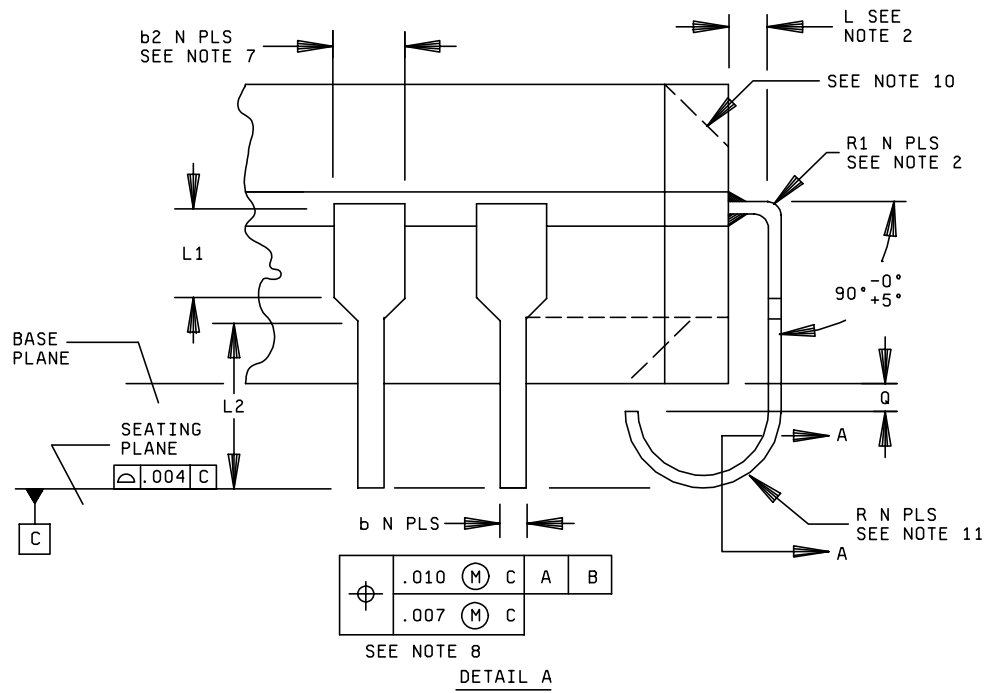 L SEE
NOTE 2
b2 N PLS
SEE NOTE 7
SEE NOTE 10
R1 N PLS
SEE NOTE 2
L1
90° -0°
+5°
BASE
PLANE
L2
Q
SEATING
PLANE
A
.004 C
C
b N PLS
R N PLS
SEE NOTE 11
A
.010 Ⓜ C A B
.007 Ⓜ C
SEE NOTE 8
DETAIL A